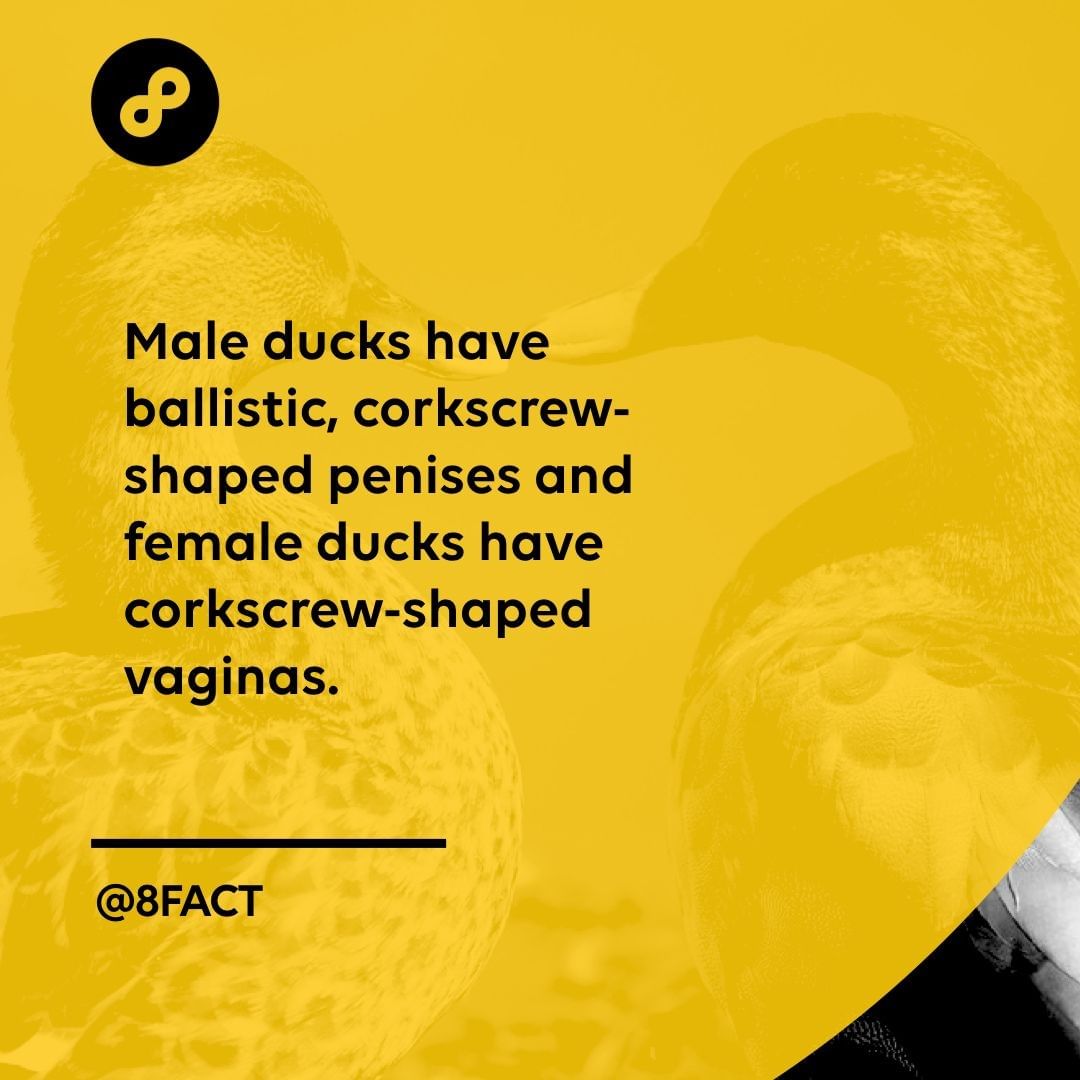 Male ducks have
ballistic, corkscrew-
shaped penises and
female ducks have
corkscrew-shaped
vaginas.
@8FACT